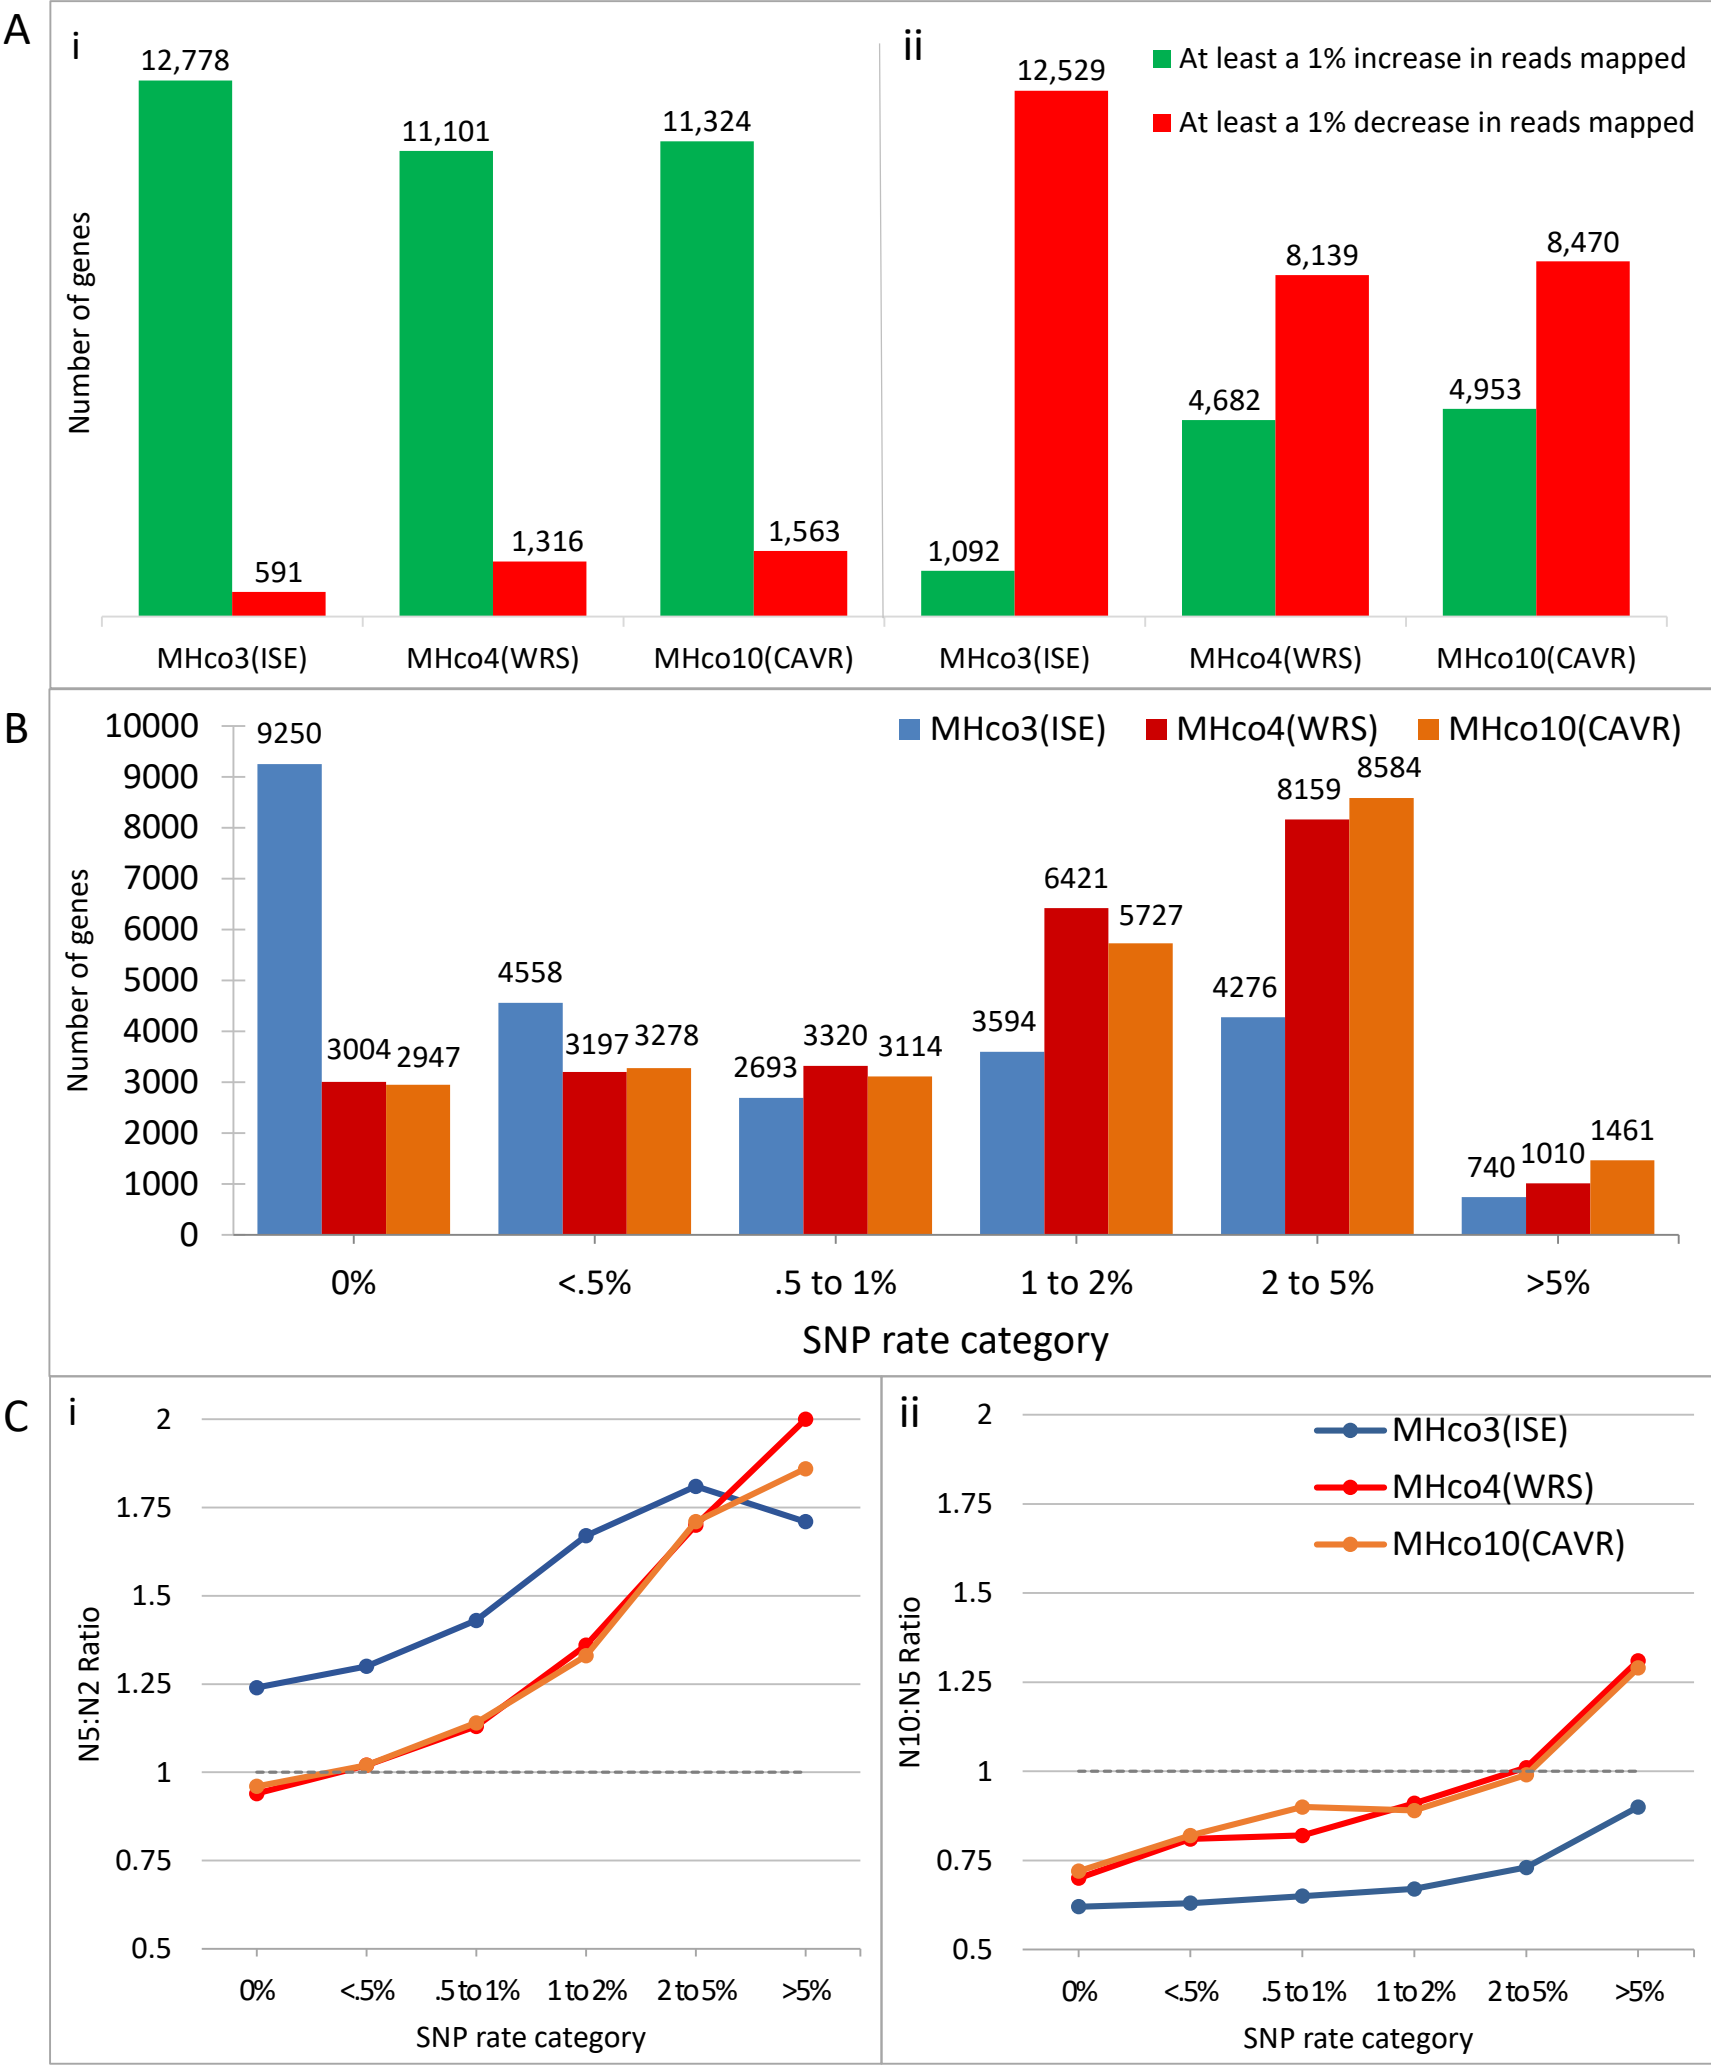 A
i
12,778
591
11,101
1,316
11,324
1,563
Number of genes
MHco3(ISE)
MHco4(WRS)
MHco10(CAVR)
ii
At least a 1% increase in reads mapped
At least a 1% decrease in reads mapped
1,092
12,529
4,682
8,139
4,953
8,470
MHco3(ISE)
MHco4(WRS)
MHco10(CAVR)
B
MHco3(ISE)
MHco4(WRS)
MHco10(CAVR)
Number of genes
10000
9000
8000
7000
6000
5000
4000
3000
2000
1000
0
9250
3004
2947
4558
3197
3278
2693
3320
3114
3594
6421
5727
4276
8159
8584
740
1010
1461
0%
<.5%
.5 to 1%
1 to 2%
2 to 5%
>5%
SNP rate category
C
i
N5:N2 Ratio
2
1.75
1.5
1.25
1
0.75
0.5
0%
<.5%
.5 to 1%
1 to 2%
2 to 5%
>5%
SNP rate category
ii
MHco3(ISE)
MHco4(WRS)
MHco10(CAVR)
N10:N5 Ratio
2
1.75
1.5
1.25
1
0.75
0.5
0%
<.5%
.5 to 1%
1 to 2%
2 to 5%
>5%
SNP rate category